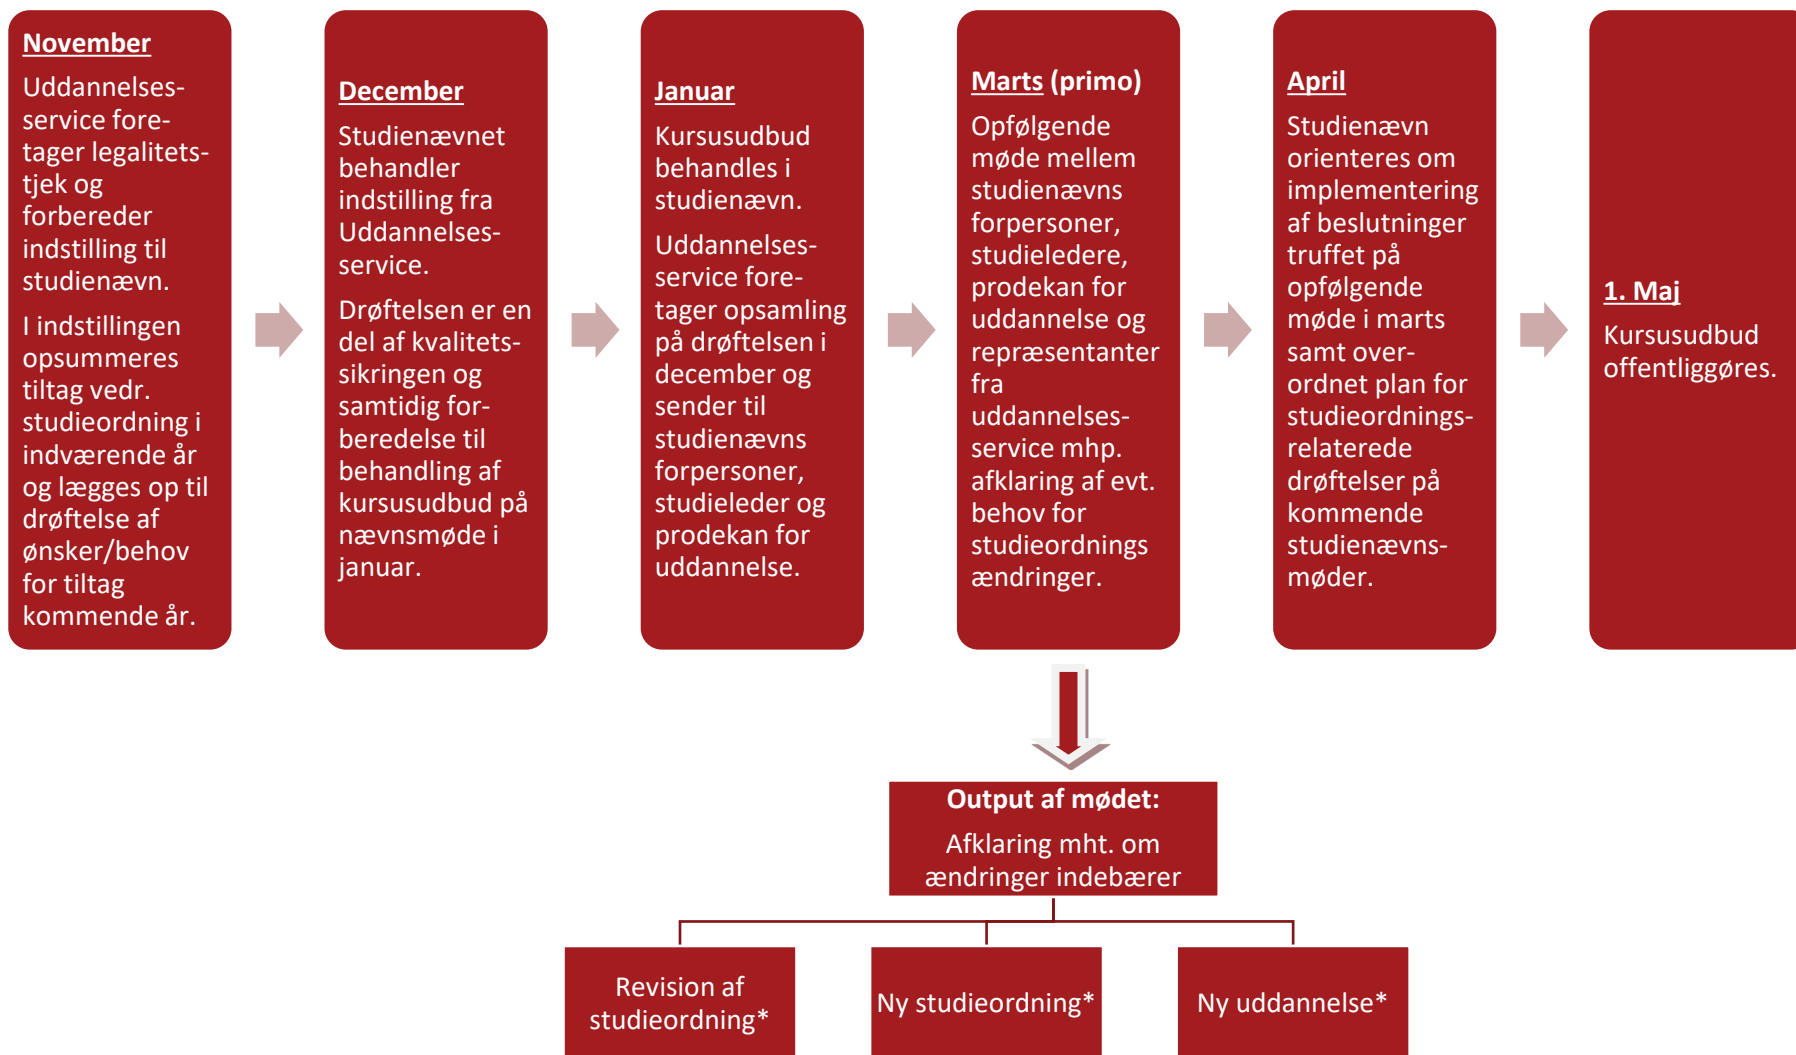 November
Uddannelses-
service fore-
tager legalitets-
tjek og
forbereder
indstilling til
studienævn.
I indstillingen
opsummeres
tiltag vedr.
studieordning i
indværende år
og lægges op til
drøftelse af
ønsker/behov
for tiltag
kommende år.
December
Studienævnet
behandler
indstilling fra
Uddannelses-
service.
Drøftelsen er en
del af kvalitets-
sikringen og
samtidig for-
beredelse til
behandling af
kursusudbud på
nævnsmøde i
januar.
Januar
Kursusudbud
behandles i
studienævn.
Uddannelses-
service fore-
tager opsamling
på drøftelsen i
december og
sender til
studienævns
forpersoner,
studieleder og
prodekan for
uddannelse.
Marts (primo)
Opfølgende
møde mellem
studienævns
forpersoner,
studieledere,
prodekan for
uddannelse og
repræsentanter
fra
uddannelses-
service mhp.
afklaring af evt.
behov for
studieordnings
ændringer.
April
Studienævn
orienteres om
implementering
af beslutninger
truffet på
opfølgende
møde i marts
samt over-
ordnet plan for
studieordnings-
relaterede
drøftelser på
kommende
studienævns-
møder.
1. Maj
Kursusudbud
offentliggøres.
Output af mødet:
Afklaring mht. om
ændringer indebærer
Revision af
studieordning*
Ny studieordning*
Ny uddannelse*